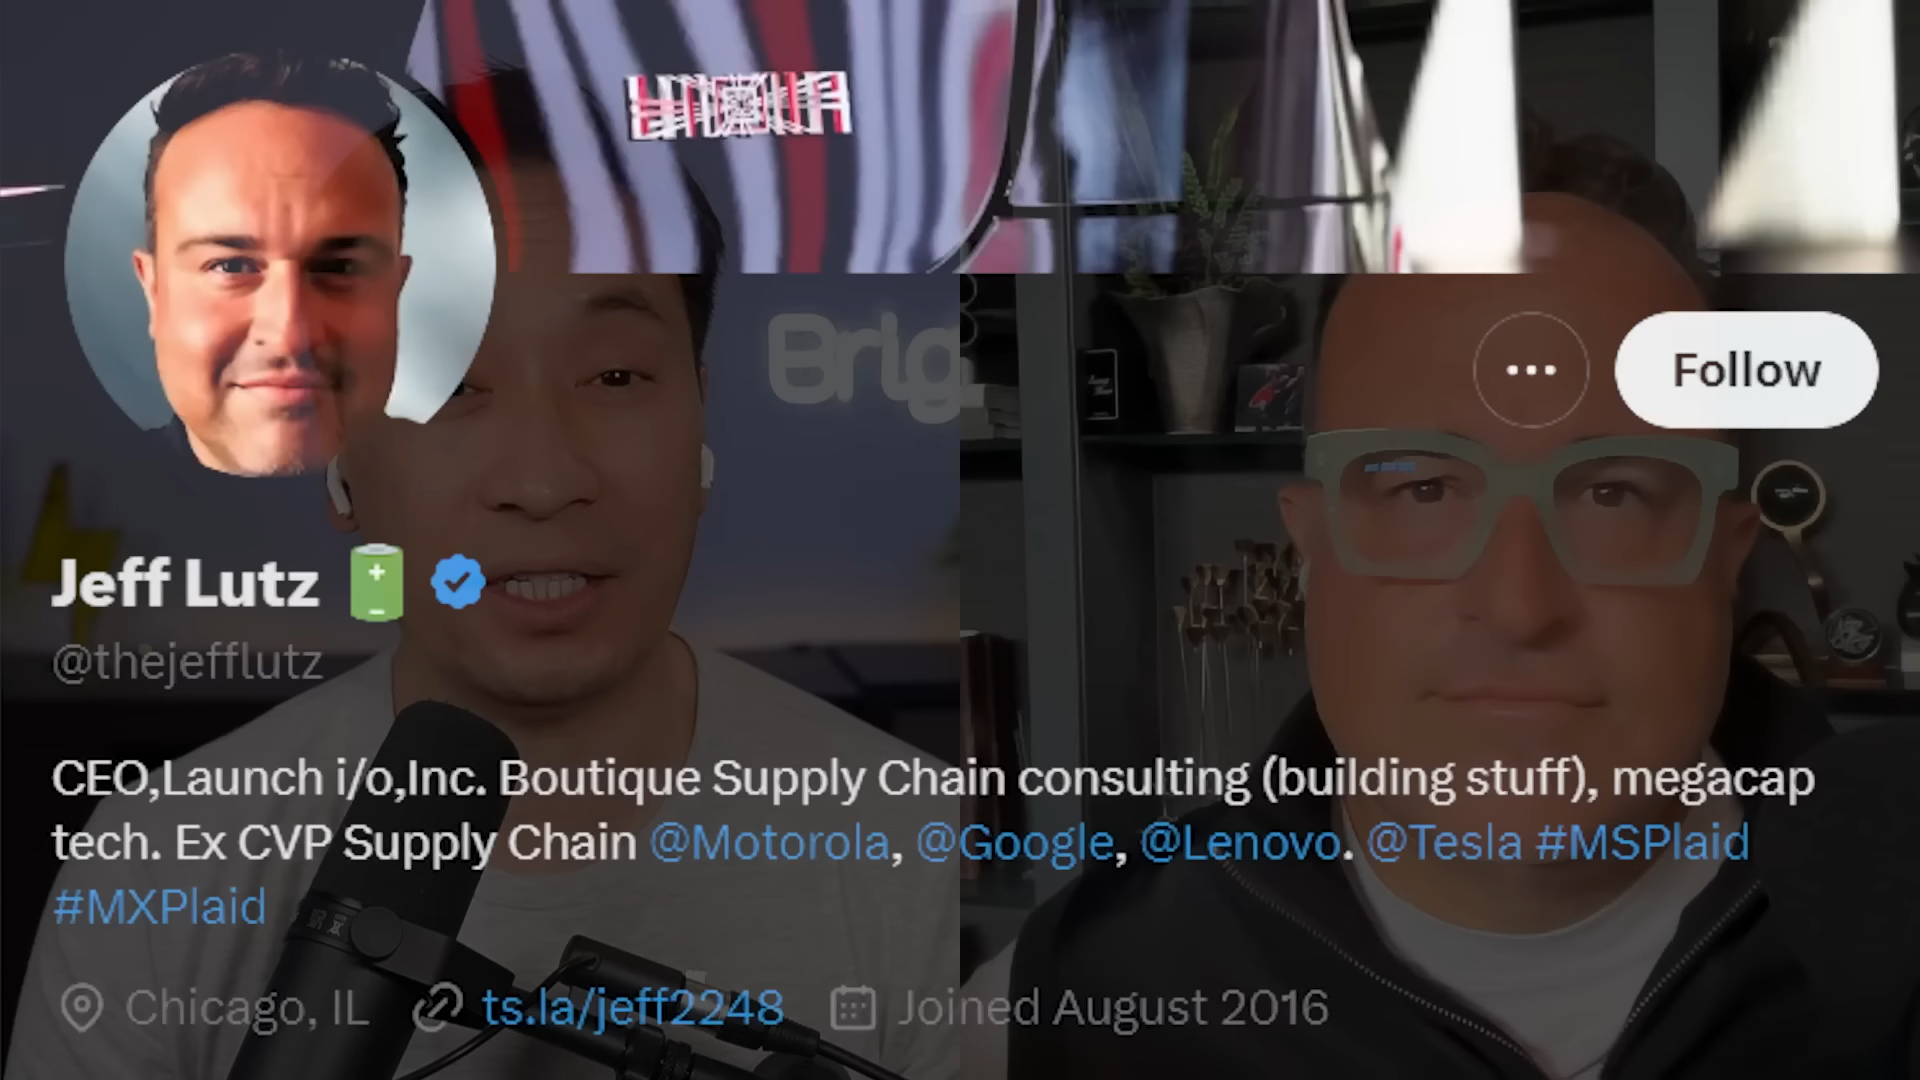 Brig
Follow
Jeff Lutz
@thejefflutz
CEO,Launch i/o,Inc. Boutique Supply Chain consulting (building stuff), megacap
tech. Ex CVP Supply Chain @Motorola, @Google, @Lenovo. @Tesla #MSPlaid
#MXPlaid
Chicago, IL ts.la/jeff2248 Joined August 2016